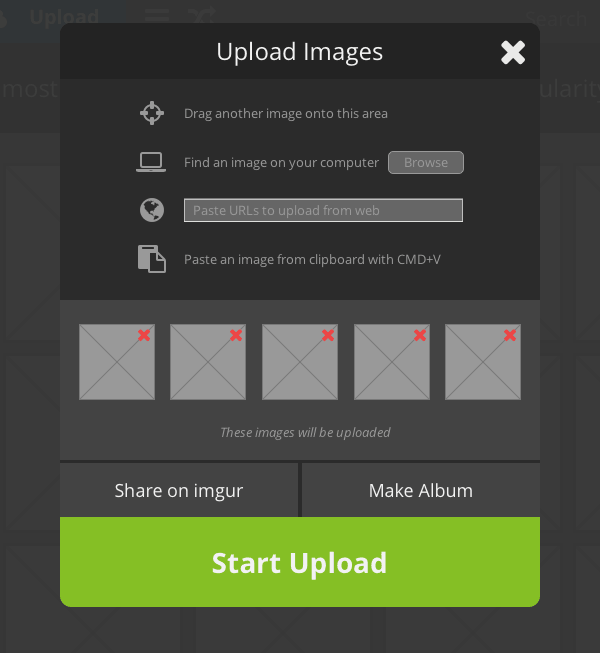 Upload
Search
most
ularity
Upload Images
Drag another image onto this area
Find an image on your computer Browse
Paste URLs to upload from web
Paste an image from clipboard with CMD+V
These images will be uploaded
Share on imgur Make Album
Start Upload